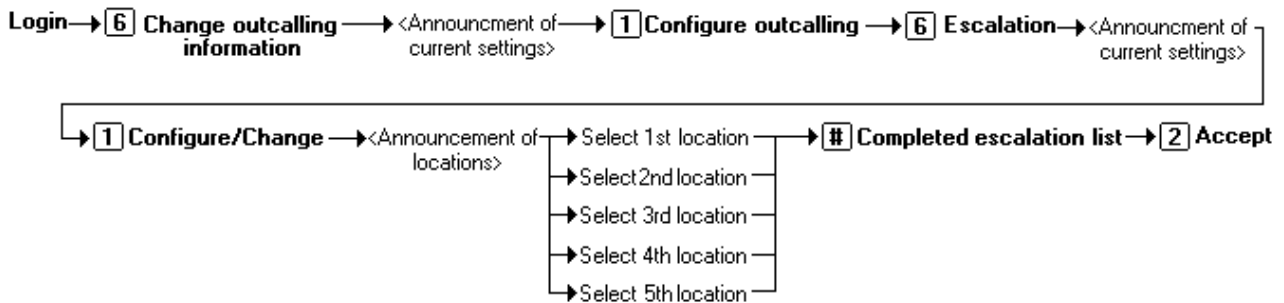 Login 6 Change outcalling information <Announcment of current settings> 1 Configure outcalling 6 Escalation <Announcment of current settings>
1 Configure/Change <Announcement of locations> Select 1st location # Completed escalation list 2 Accept
Select 2nd location
Select 3rd location
Select 4th location
Select 5th location